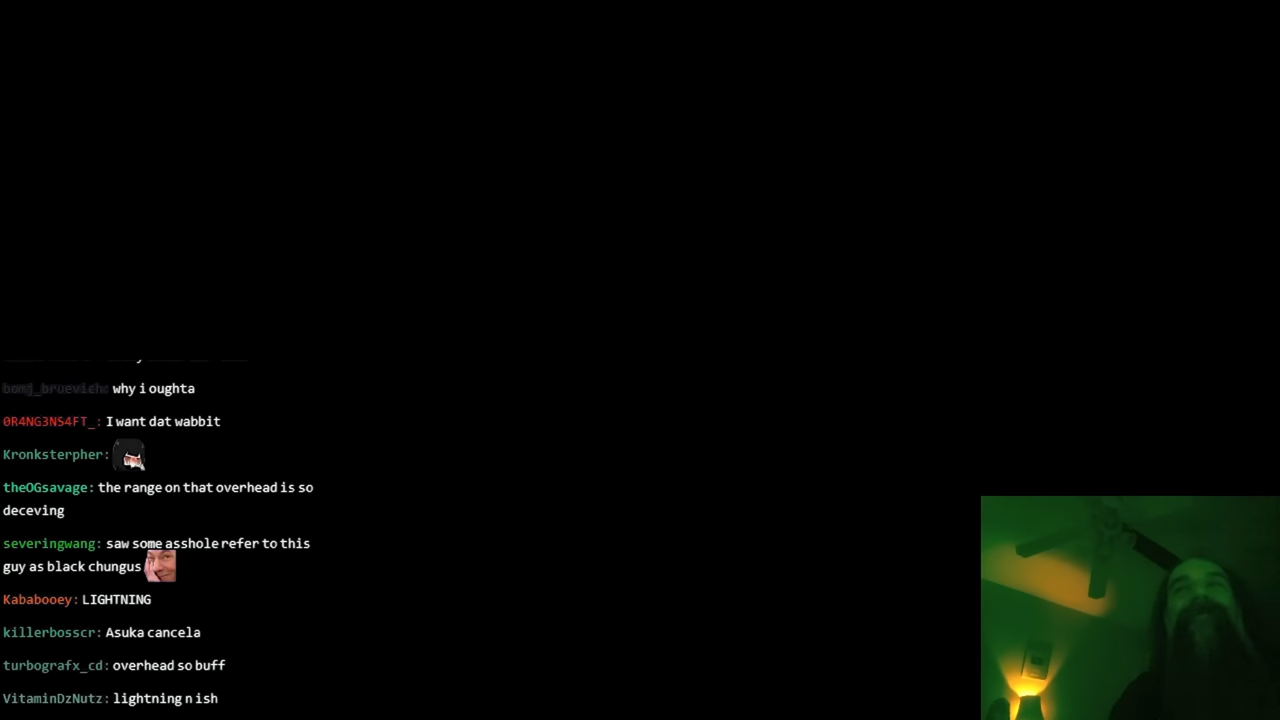 bomj_bruevich: why i oughta
0R4NG3NS4FT_: I want dat wabbit
Kronksterpher:
theOGsavage: the range on that overhead is so
deceving
severingwang: saw some asshole refer to this
guy as black chungus
Kababooey: LIGHTNING
killerbosscr: Asuka cancela
turbografx_cd: overhead so buff
VitaminDzNutz: lightning n ish